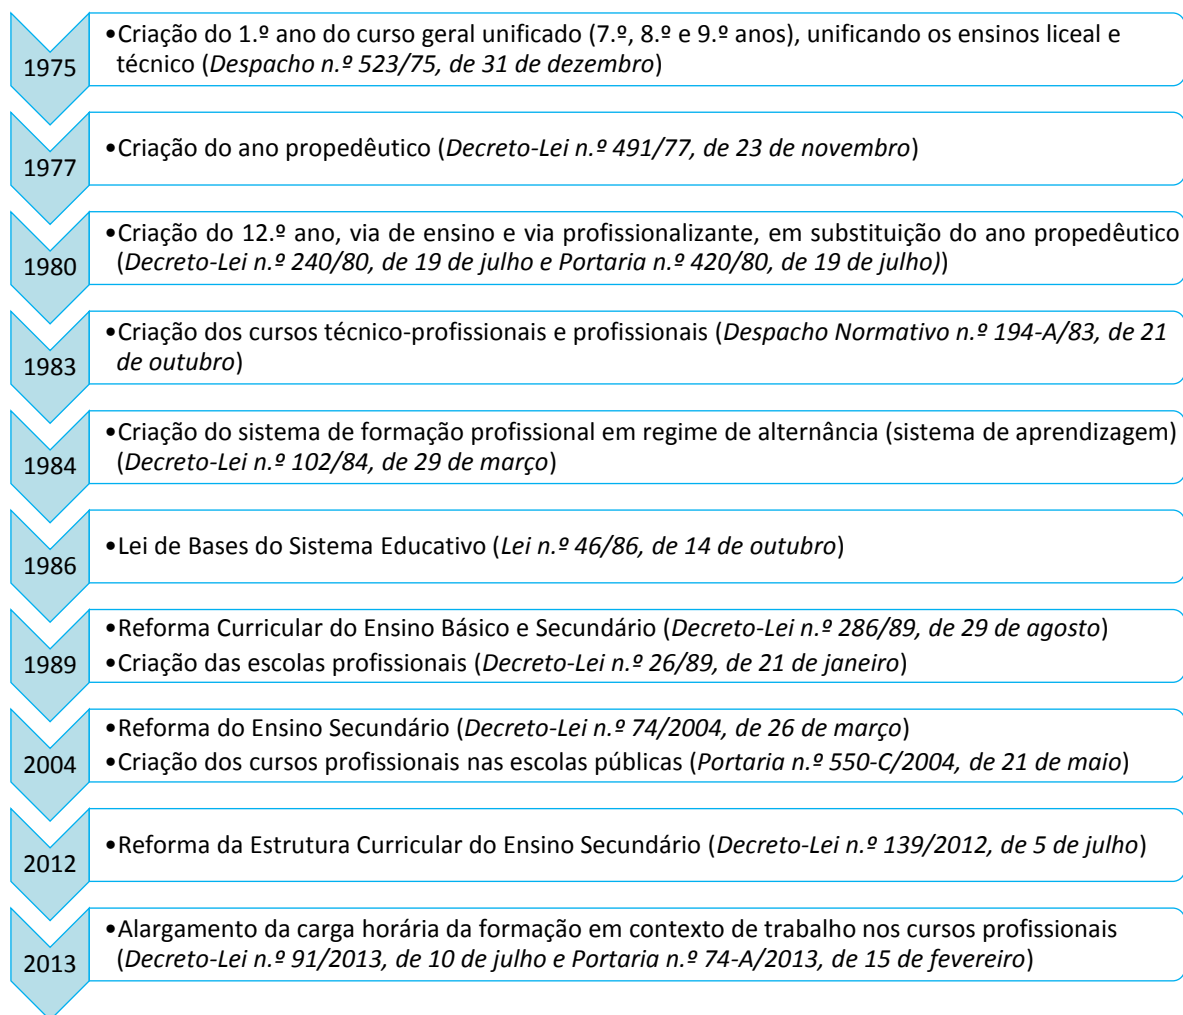 1975
•Criação do 1.º ano do curso geral unificado (7.º, 8.º e 9.º anos), unificando os ensinos liceal e
técnico (Despacho n.º 523/75, de 31 de dezembro)
1977
•Criação do ano propedêutico (Decreto-Lei n.º 491/77, de 23 de novembro)
1980
•Criação do 12.º ano, via de ensino e via profissionalizante, em substituição do ano propedêutico
(Decreto-Lei n.º 240/80, de 19 de julho e Portaria n.º 420/80, de 19 de julho))
1983
•Criação dos cursos técnico-profissionais e profissionais (Despacho Normativo n.º 194-A/83, de 21
de outubro)
1984
•Criação do sistema de formação profissional em regime de alternância (sistema de aprendizagem)
(Decreto-Lei n.º 102/84, de 29 de março)
1986
•Lei de Bases do Sistema Educativo (Lei n.º 46/86, de 14 de outubro)
1989
•Reforma Curricular do Ensino Básico e Secundário (Decreto-Lei n.º 286/89, de 29 de agosto)
•Criação das escolas profissionais (Decreto-Lei n.º 26/89, de 21 de janeiro)
2004
•Reforma do Ensino Secundário (Decreto-Lei n.º 74/2004, de 26 de março)
•Criação dos cursos profissionais nas escolas públicas (Portaria n.º 550-C/2004, de 21 de maio)
2012
•Reforma da Estrutura Curricular do Ensino Secundário (Decreto-Lei n.º 139/2012, de 5 de julho)
2013
•Alargamento da carga horária da formação em contexto de trabalho nos cursos profissionais
(Decreto-Lei n.º 91/2013, de 10 de julho e Portaria n.º 74-A/2013, de 15 de fevereiro)